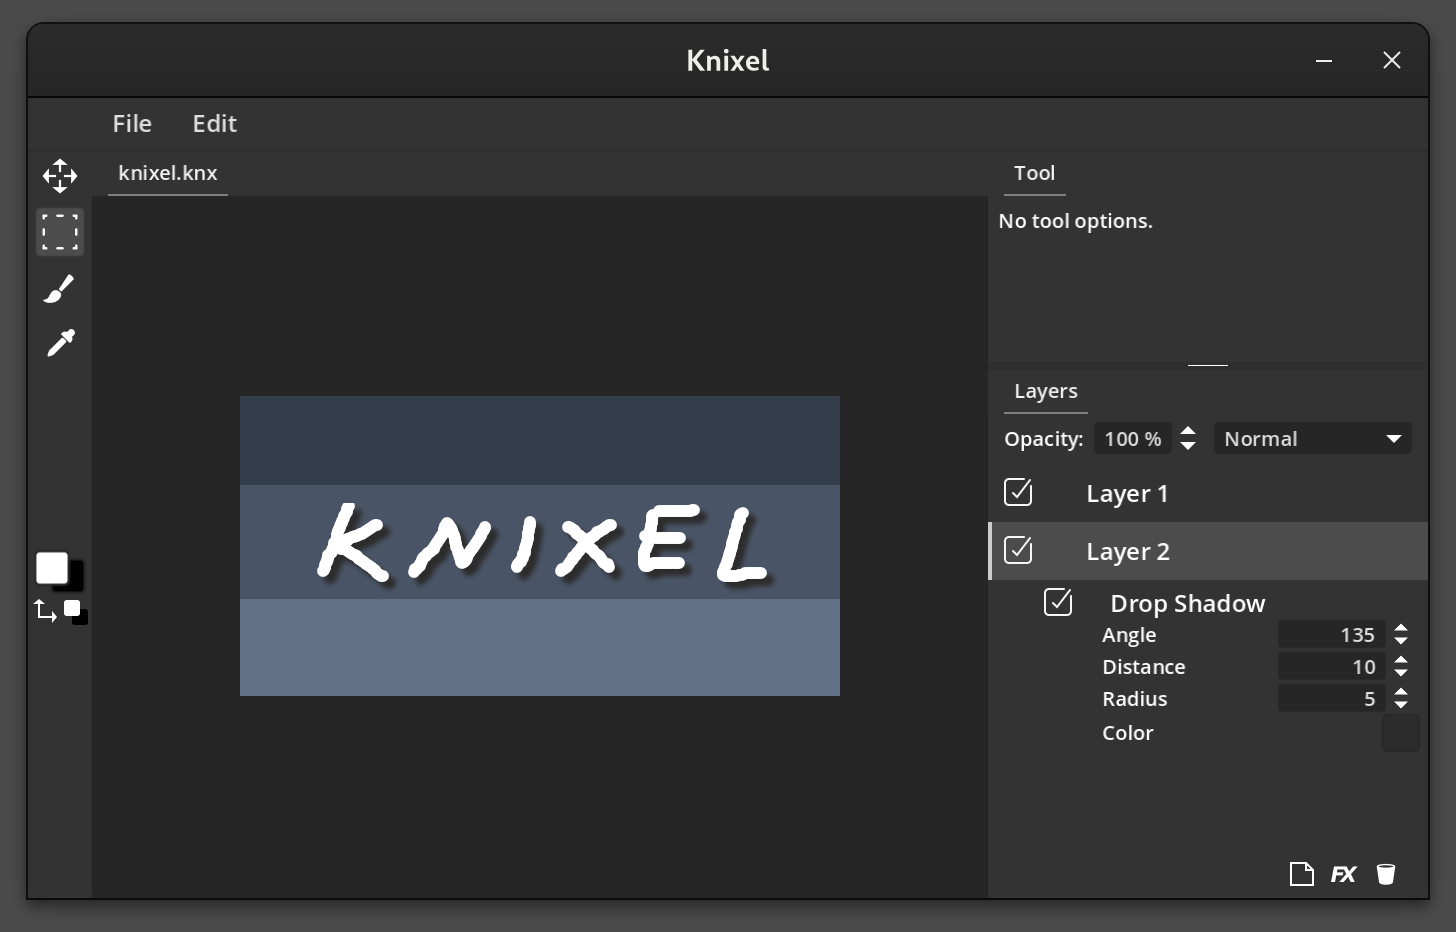 Knixel
File Edit
knixel.knx
Tool
No tool options.
KNIXEL
Layers
Opacity: 100 % Normal
Layer 1
Layer 2
Drop Shadow
Angle 135
Distance 10
Radius 5
Color
FX